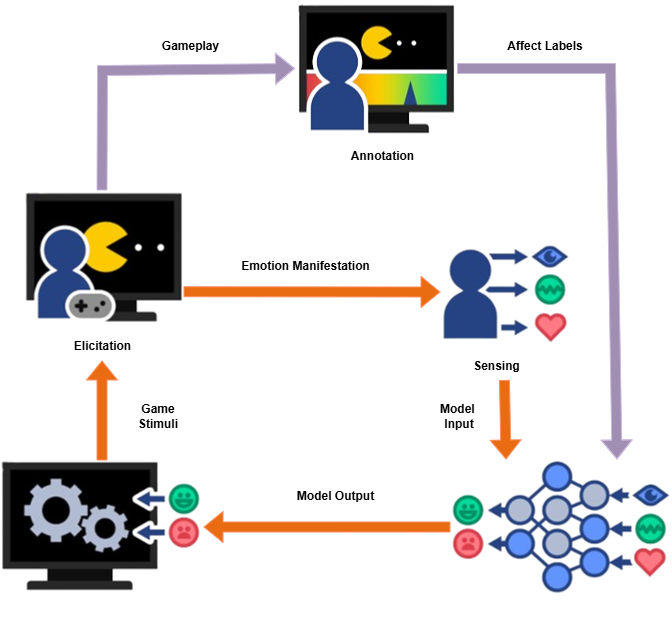 Gameplay
Affect Labels
Annotation
Emotion Manifestation
Elicitation
Sensing
Game
Stimuli
Model
Input
Model Output